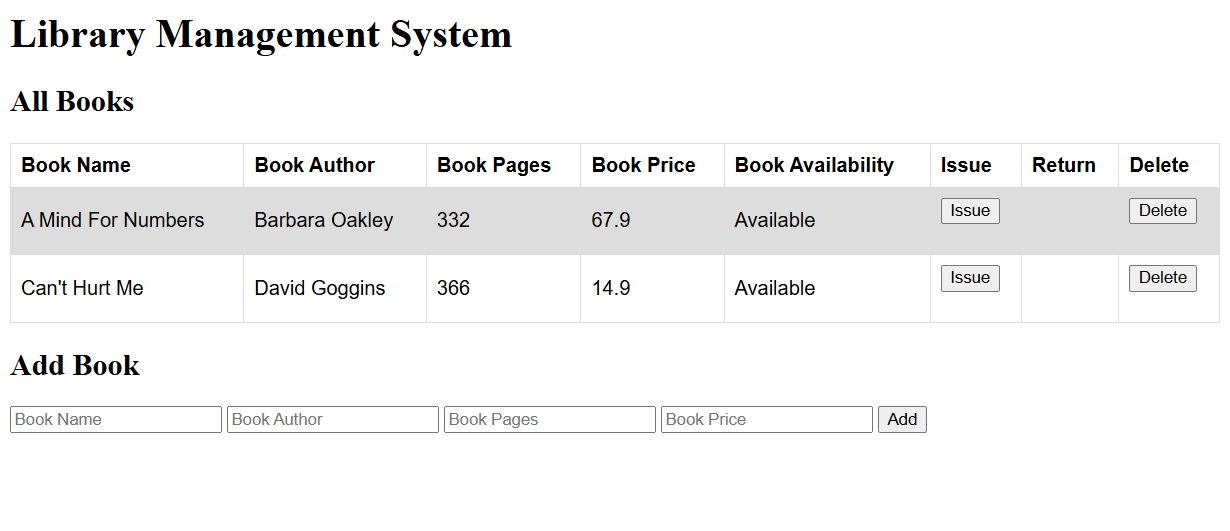 Library Management System
All Books
Book Name Book Author Book Pages Book Price Book Availability Issue Return Delete
A Mind For Numbers Barbara Oakley 332 67.9 Available Issue Delete
Can't Hurt Me David Goggins 366 14.9 Available Issue Delete
Add Book
Book Name Book Author Book Pages Book Price Add